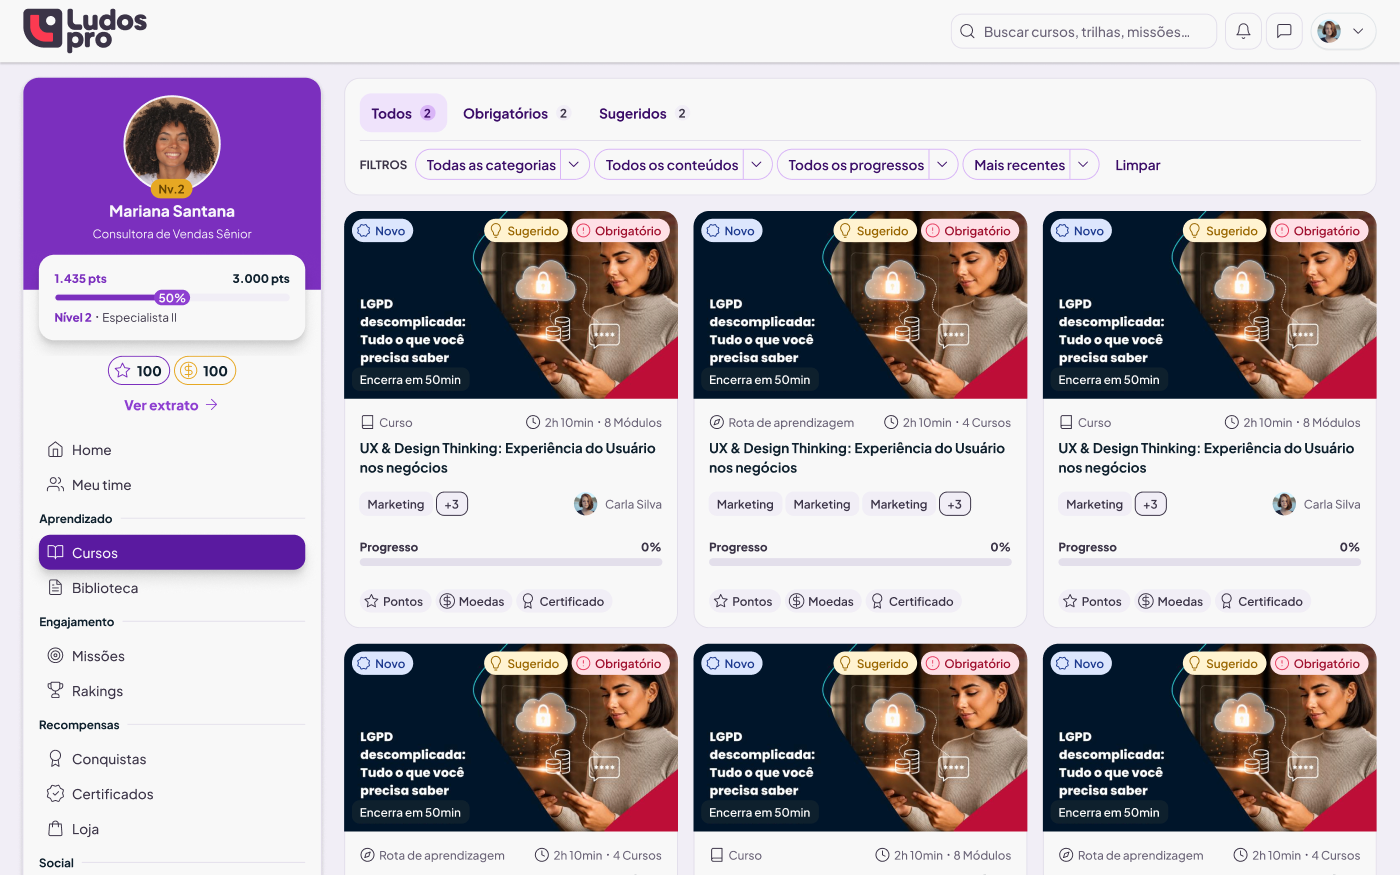 Ludos
pro
Buscar cursos, trilhas, missões...
Nv.2
Mariana Santana
Consultora de Vendas Sênior
1.435 pts 3.000 pts
50%
Nível 2 · Especialista II
100 100
Ver extrato
Home
Meu time
Aprendizado
Cursos
Biblioteca
Engajamento
Missões
Rakings
Recompensas
Conquistas
Certificados
Loja
Social
Todos 2 Obrigatórios 2 Sugeridos 2
FILTROS Todas as categorias Todos os conteúdos Todos os progressos Mais recentes Limpar
Novo Sugerido Obrigatório
LGPD
descomplicada:
Tudo o que você
precisa saber
Encerra em 50min
Curso 2h 10min · 8 Módulos
UX & Design Thinking: Experiência do Usuário
nos negócios
Marketing +3 Carla Silva
Progresso 0%
Pontos Moedas Certificado
Novo Sugerido Obrigatório
LGPD
descomplicada:
Tudo o que você
precisa saber
Encerra em 50min
Rota de aprendizagem 2h 10min · 4 Cursos
UX & Design Thinking: Experiência do Usuário
nos negócios
Marketing Marketing Marketing +3
Progresso 0%
Pontos Moedas Certificado
Novo Sugerido Obrigatório
LGPD
descomplicada:
Tudo o que você
precisa saber
Encerra em 50min
Curso 2h 10min · 8 Módulos
UX & Design Thinking: Experiência do Usuário
nos negócios
Marketing +3 Carla Silva
Progresso 0%
Pontos Moedas Certificado
Novo Sugerido Obrigatório
LGPD
descomplicada:
Tudo o que você
precisa saber
Encerra em 50min
Rota de aprendizagem 2h 10min · 4 Cursos
Novo Sugerido Obrigatório
LGPD
descomplicada:
Tudo o que você
precisa saber
Encerra em 50min
Curso 2h 10min · 8 Módulos
Novo Sugerido Obrigatório
LGPD
descomplicada:
Tudo o que você
precisa saber
Encerra em 50min
Rota de aprendizagem 2h 10min · 4 Cursos